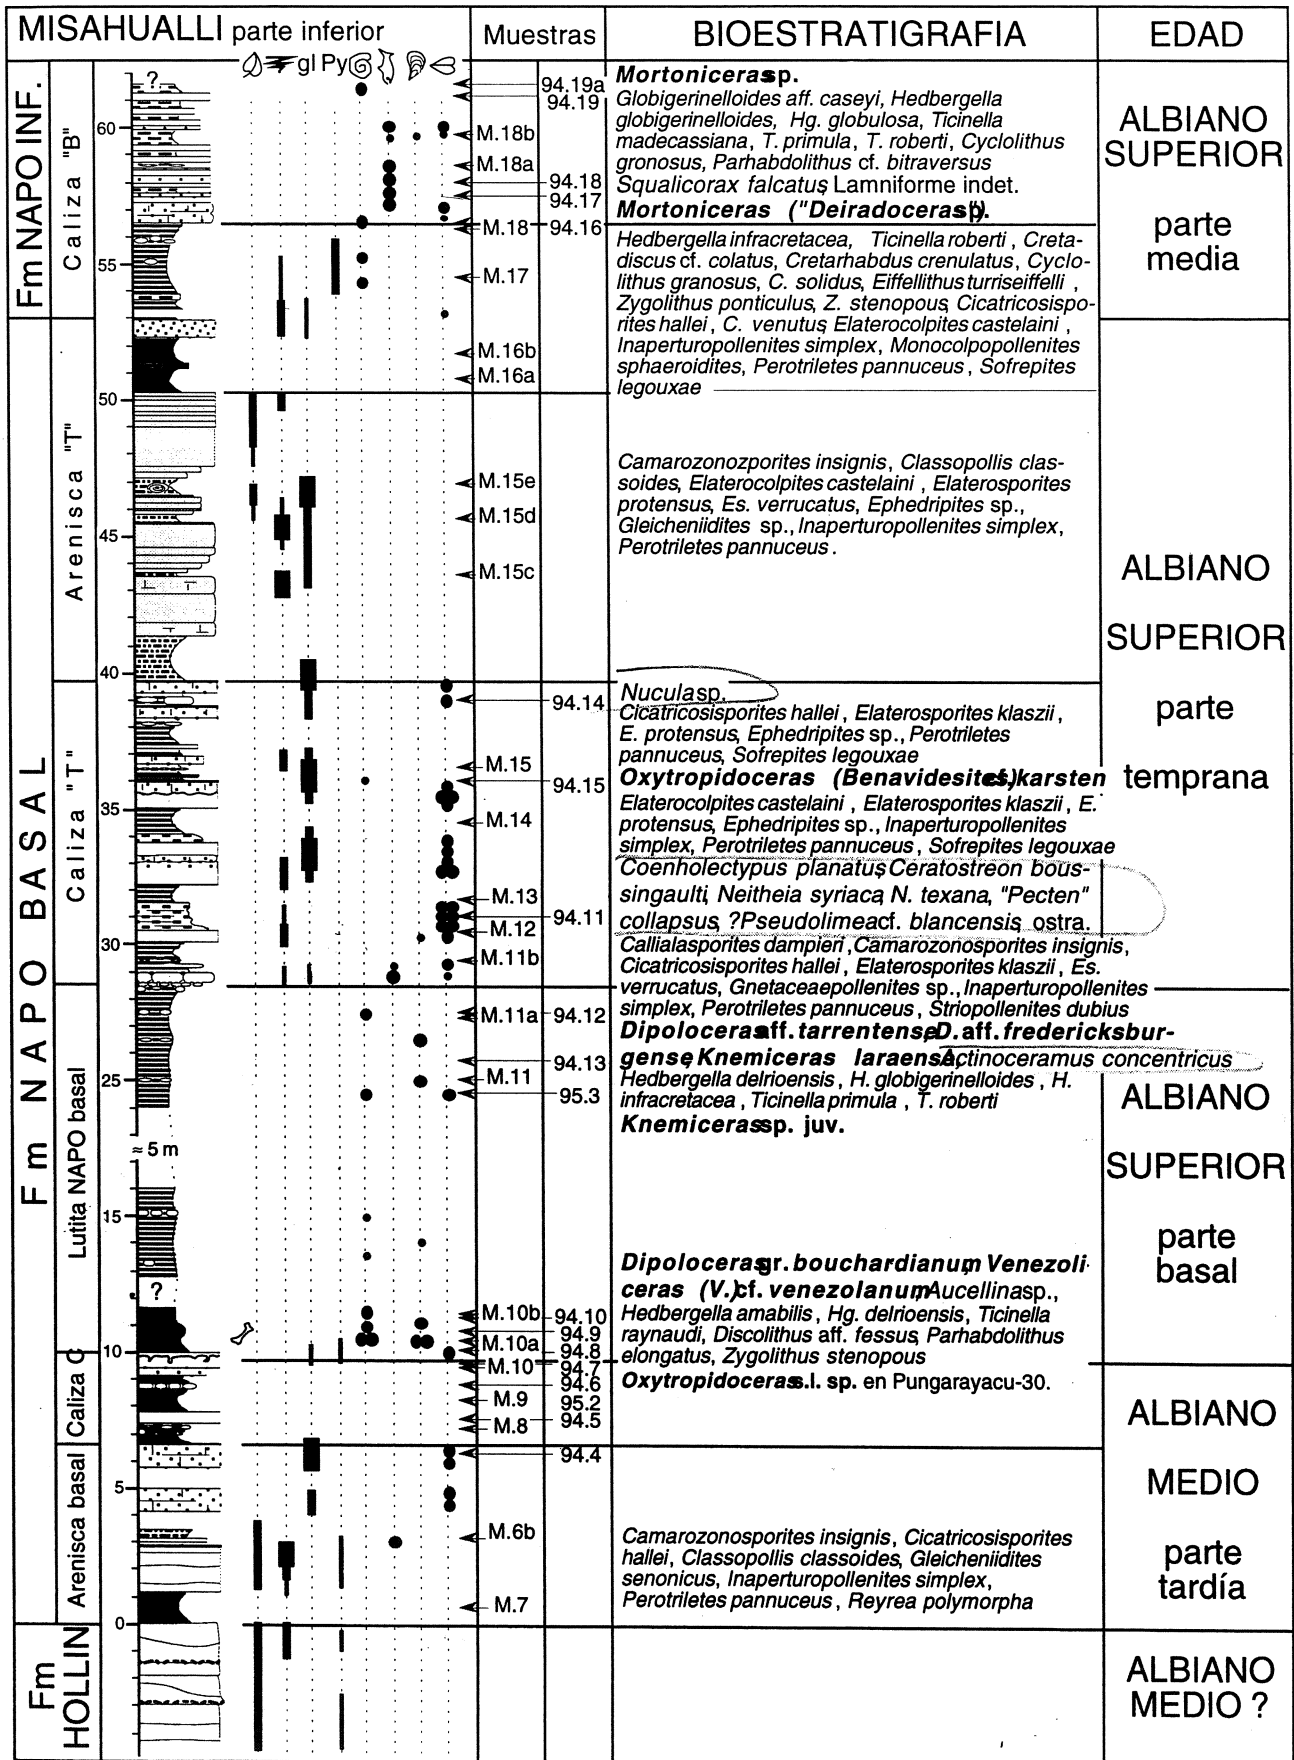 MISAHUALLI parte inferior
Muestras
BIOESTRATIGRAFIA
EDAD
gl Py
Fm NAPO INF.
Caliza "B"
Fm NAPO BASAL
Arenisca "T"
Caliza "T"
Lutita NAPO basal
Caliza C
Arenisca basal
Fm HOLLIN
?
60
55
50
45
40
35
30
25
≈ 5 m
15
?
10
5
0
94.19a
94.19
M.18b
M.18a
94.18
94.17
M.18 94.16
M.17
M.16b
M.16a
M.15e
M.15d
M.15c
94.14
M.15
94.15
M.14
M.13
94.11
M.12
M.11b
M.11a 94.12
94.13
M.11
95.3
M.10b 94.10
94.9
M.10a
94.8
M.10 94.7
94.6
M.9 95.2
94.5
M.8
94.4
M.6b
M.7
Mortoniceras sp.
Globigerinelloides aff. caseyi, Hedbergella
globigerinelloides, Hg. globulosa, Ticinella
madecassiana, T. primula, T. roberti, Cyclolithus
gronosus, Parhabdolithus cf. bitraversus
Squalicorax falcatus, Lamniforme indet.
Mortoniceras ("Deiradoceras") sp.
Hedbergella infracretacea, Ticinella roberti, Creta-
discus cf. colatus, Cretarhabdus crenulatus, Cyclo-
lithus granosus, C. solidus, Eiffellithus turriseiffelli,
Zygolithus ponticulus, Z. stenopous, Cicatricosispo-
rites hallei, C. venutus, Elaterocolpites castelaini,
Inaperturopollenites simplex, Monocolpopollenites
sphaeroidites, Perotriletes pannuceus, Sofrepites
legouxae
Camarozonozporites insignis, Classopollis clas-
soides, Elaterocolpites castelaini, Elaterosporites
protensus, Es. verrucatus, Ephedripites sp.,
Gleicheniidites sp., Inaperturopollenites simplex,
Perotriletes pannuceus.
Nucula sp.
Cicatricosisporites hallei, Elaterosporites klaszii,
E. protensus, Ephedripites sp., Perotriletes
pannuceus, Sofrepites legouxae
Oxytropidoceras (Benavidesites) cf. karsteni
Elaterocolpites castelaini, Elaterosporites klaszii, E.
protensus, Ephedripites sp., Inaperturopollenites
simplex, Perotriletes pannuceus, Sofrepites legouxae
Coenholectypus planatus, Ceratostreon bous-
singaulti, Neitheia syriaca, N. texana, "Pecten"
collapsus, ?Pseudolimea cf. blancensis, ostra.
Callialasporites dampieri, Camarozonosporites insignis,
Cicatricosisporites hallei, Elaterosporites klaszii, Es.
verrucatus, Gnetaceaepollenites sp., Inaperturopollenites
simplex, Perotriletes pannuceus, Striopollenites dubius
Dipoloceras aff. tarrentense, D. aff. fredericksbur-
gense, Knemiceras laraense, Actinoceramus concentricus
Hedbergella delrioensis, H. globigerinelloides, H.
infracretacea, Ticinella primula, T. roberti
Knemiceras sp. juv.
Dipoloceras gr. bouchardianum, Venezoli-
ceras (V.) cf. venezolanum, Aucellina sp.,
Hedbergella amabilis, Hg. delrioensis, Ticinella
raynaudi, Discolithus aff. fessus, Parhabdolithus
elongatus, Zygolithus stenopous
Oxytropidoceras s.l. sp. en Pungarayacu-30.
Camarozonosporites insignis, Cicatricosisporites
hallei, Classopollis classoides, Gleicheniidites
senonicus, Inaperturopollenites simplex,
Perotriletes pannuceus, Reyrea polymorpha
ALBIANO
SUPERIOR
parte
media
ALBIANO
SUPERIOR
parte
temprana
ALBIANO
SUPERIOR
parte
basal
ALBIANO
MEDIO
parte
tardía
ALBIANO
MEDIO ?